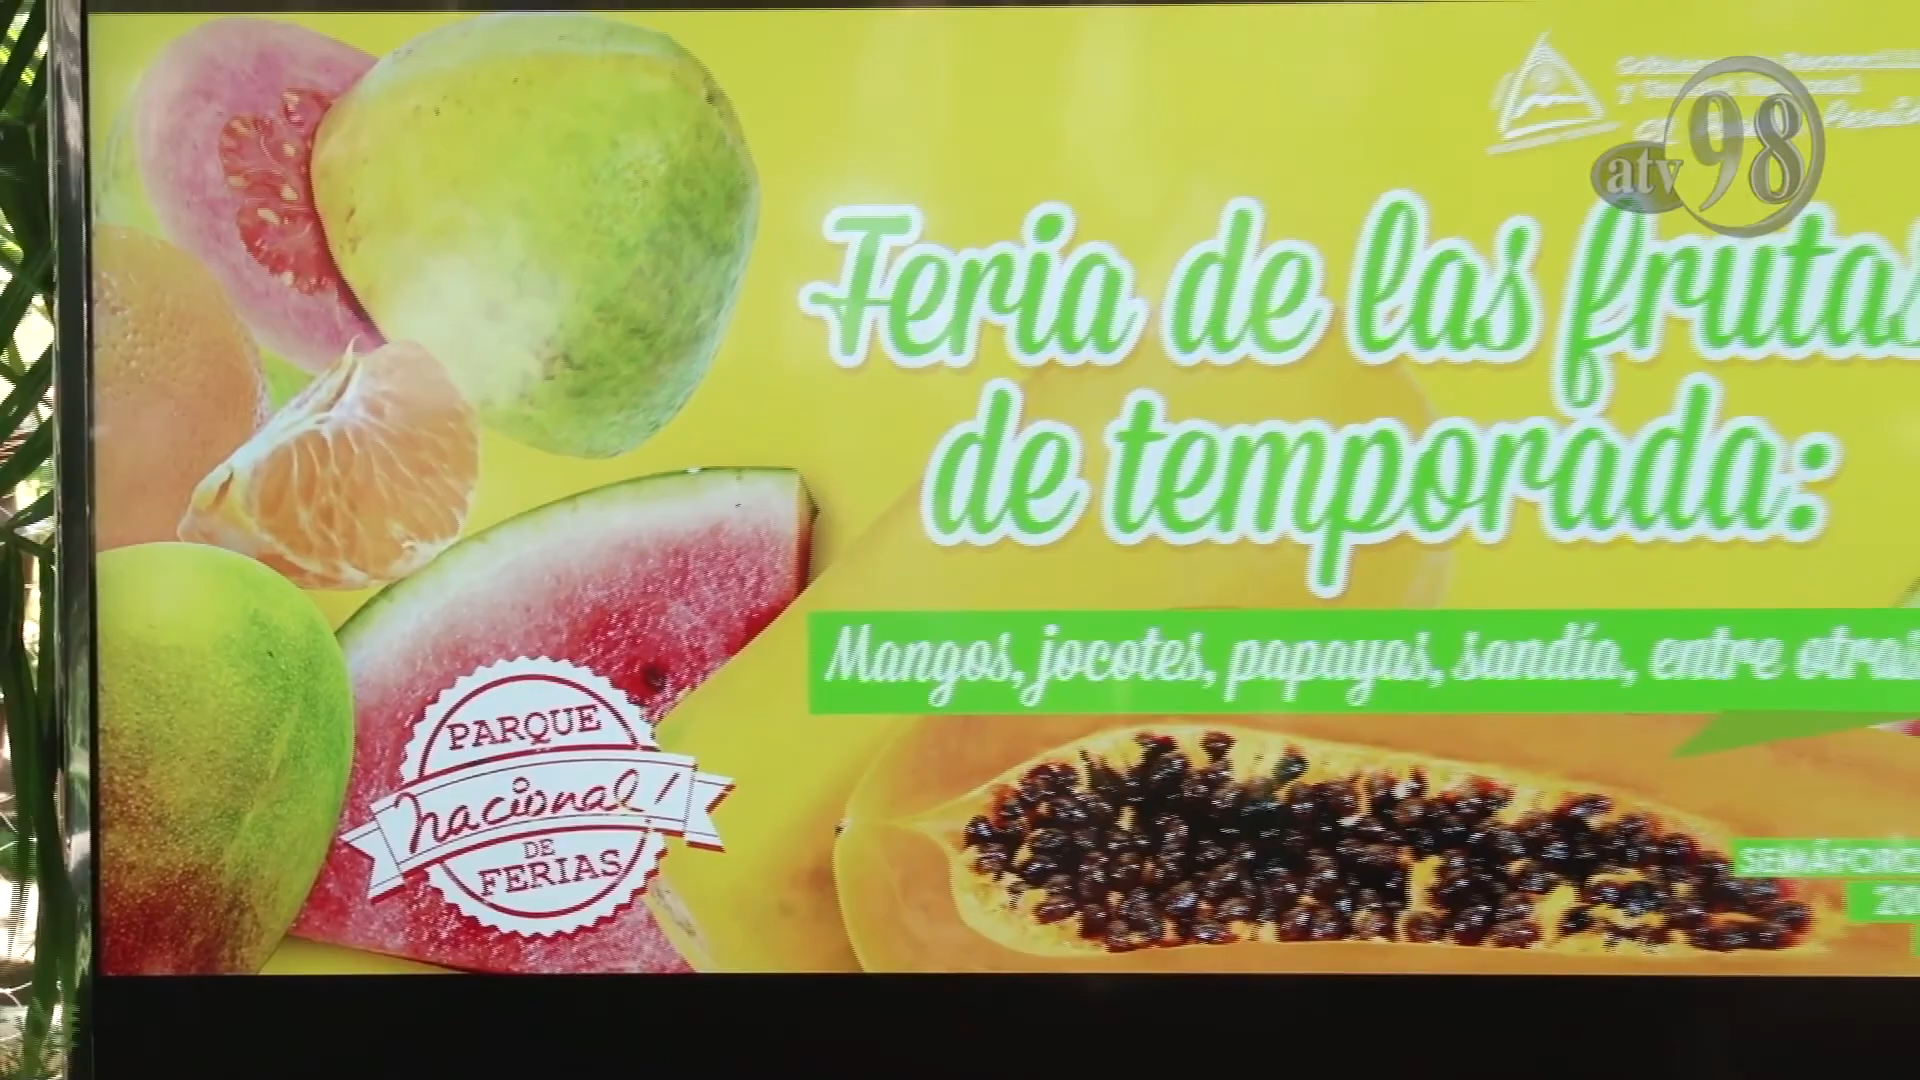 atv 98
Feria de las frutas
de temporada:
Mangos, jocotes, papayas, sandía, entre otras
PARQUE
nacional
DE
FERIAS
SEMÁFORO